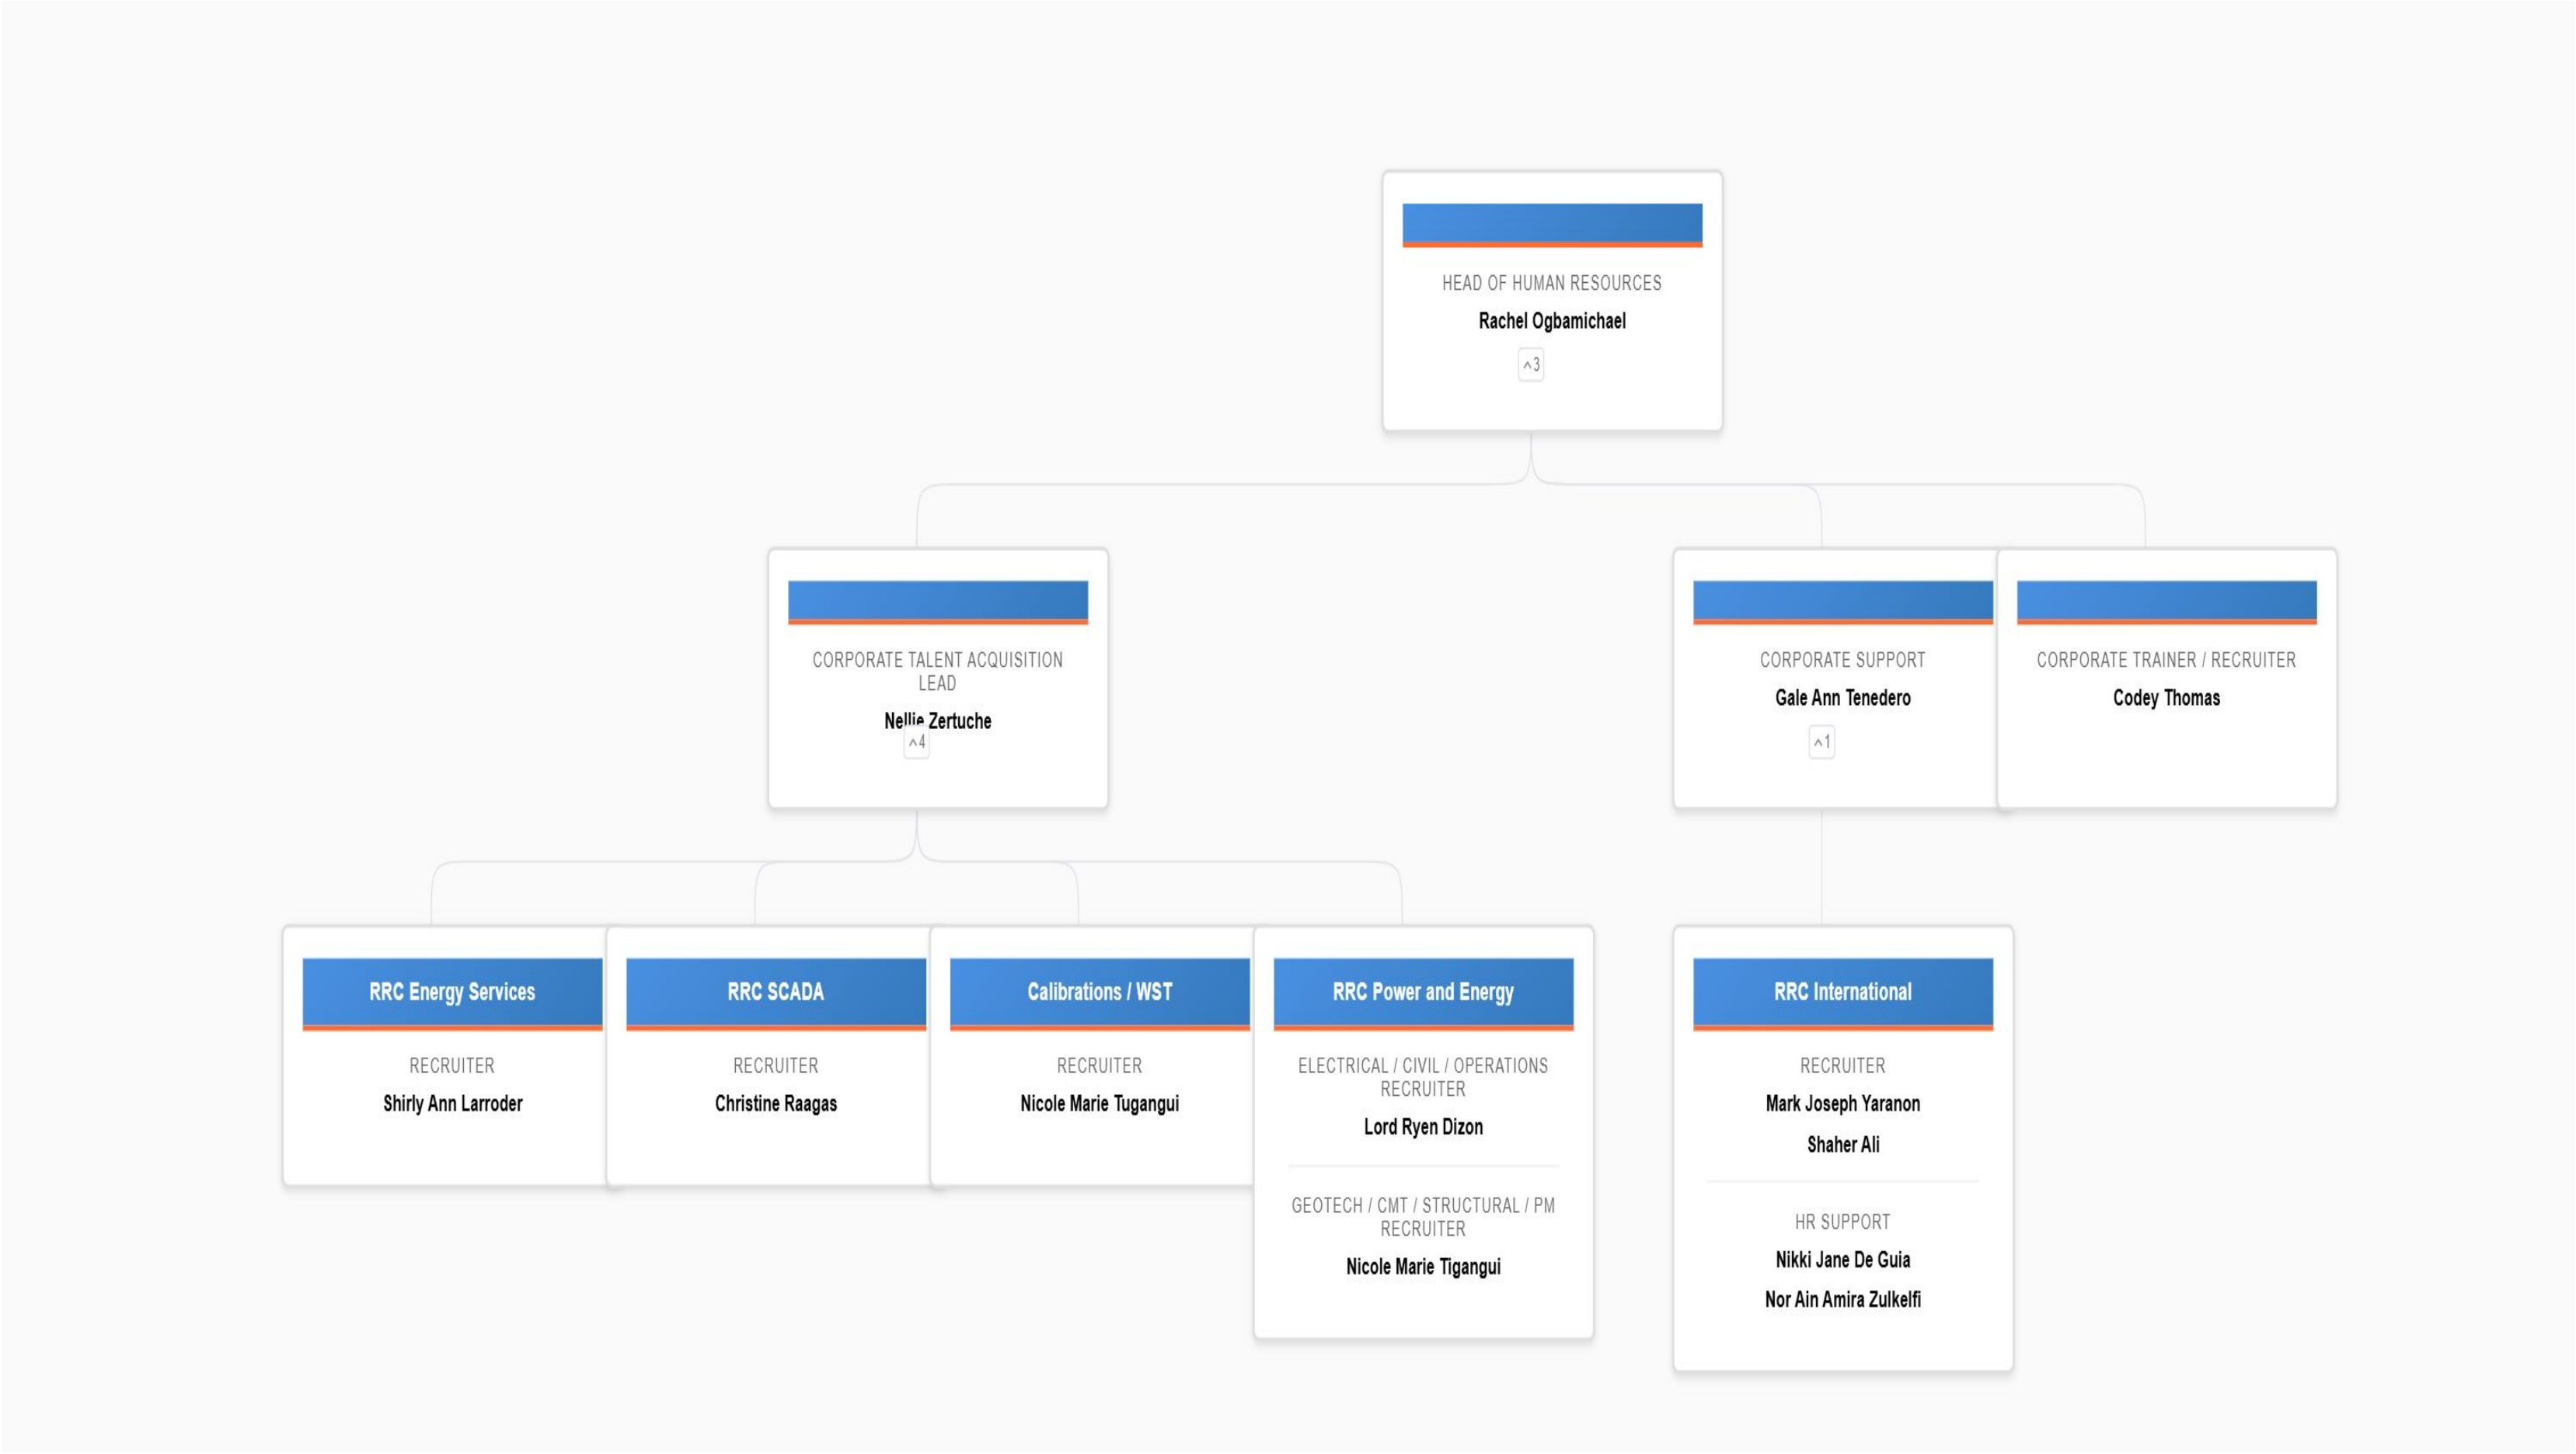 HEAD OF HUMAN RESOURCES
Rachel Ogbamichael
^3
CORPORATE TALENT ACQUISITION
LEAD
Nellie Zertuche
^4
CORPORATE SUPPORT
Gale Ann Tenedero
^1
CORPORATE TRAINER / RECRUITER
Codey Thomas
RRC Energy Services
RECRUITER
Shirly Ann Larroder
RRC SCADA
RECRUITER
Christine Raagas
Calibrations / WST
RECRUITER
Nicole Marie Tugangui
RRC Power and Energy
ELECTRICAL / CIVIL / OPERATIONS
RECRUITER
Lord Ryen Dizon
GEOTECH / CMT / STRUCTURAL / PM
RECRUITER
Nicole Marie Tigangui
RRC International
RECRUITER
Mark Joseph Yaranon
Shaher Ali
HR SUPPORT
Nikki Jane De Guia
Nor Ain Amira Zulkelfi